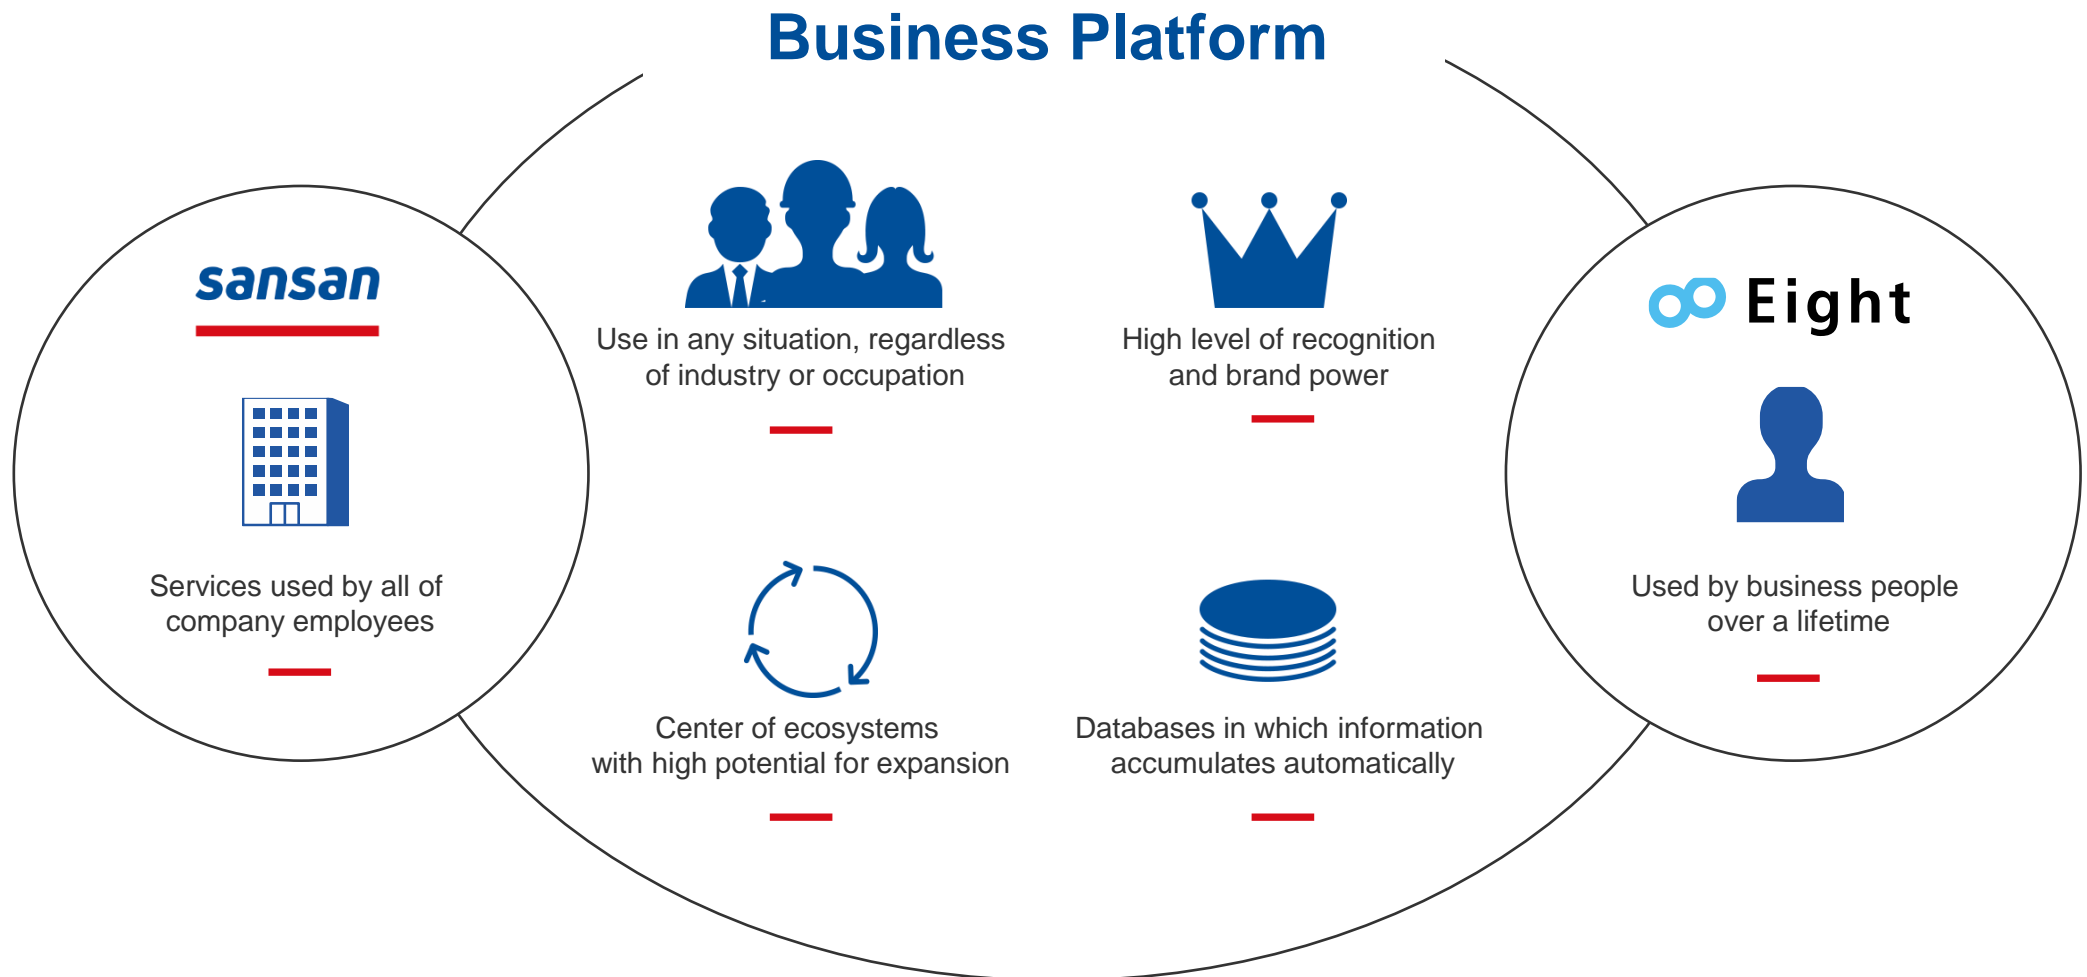 Business Platform
sansan
Services used by all of
company employees
Use in any situation, regardless
of industry or occupation
High level of recognition
and brand power
Center of ecosystems
with high potential for expansion
Databases in which information
accumulates automatically
Eight
Used by business people
over a lifetime